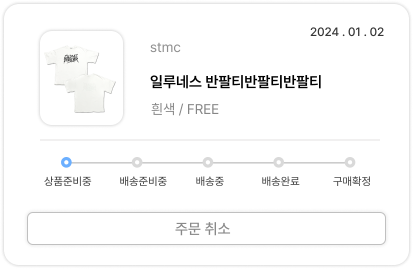 2024 . 01 . 02
stmc
일루네스 반팔티반팔티반팔티
흰색 / FREE
상품준비중 배송준비중 배송중 배송완료 구매확정
주문 취소